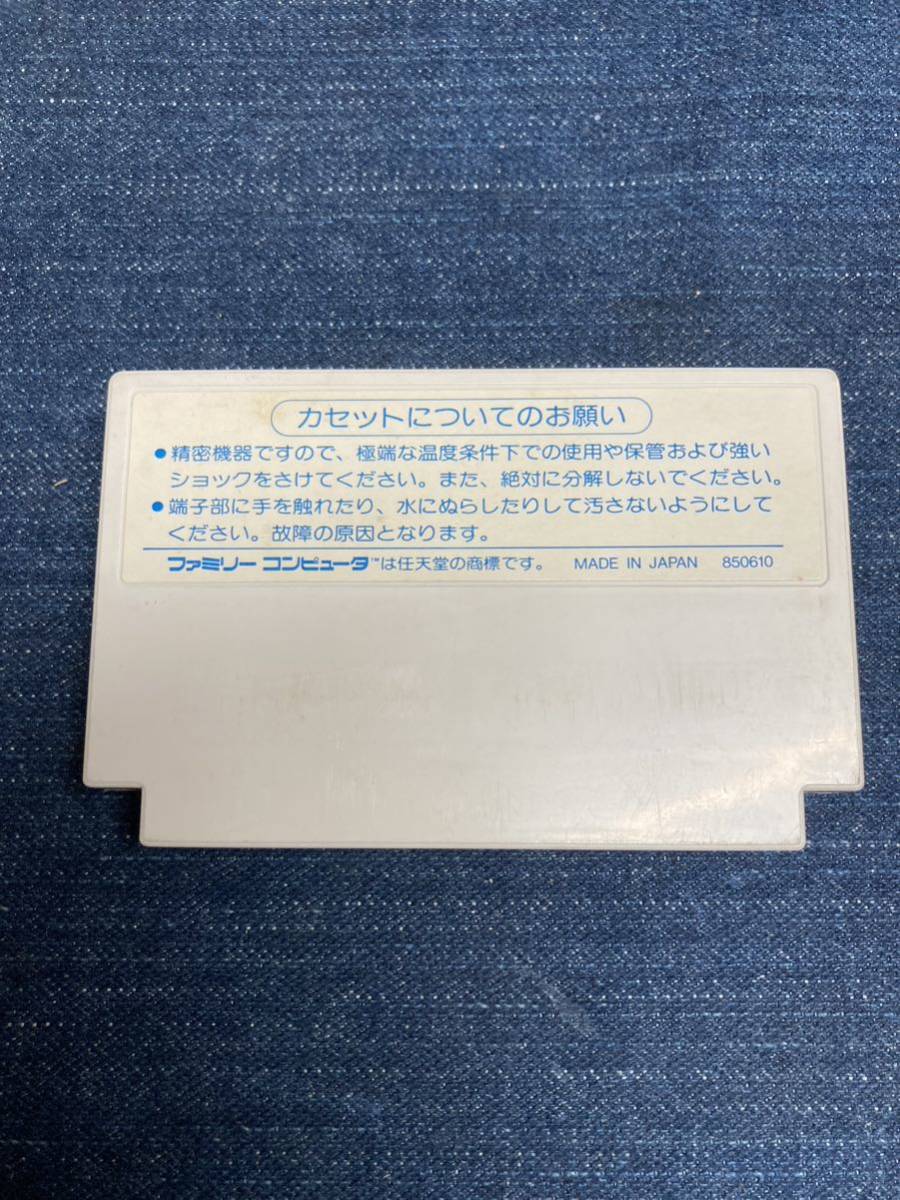 カセットについてのお願い
●精密機器ですので、極端な温度条件下での使用や保管および強い
ショックをさけてください。また、絶対に分解しないでください。
●端子部に手を触れたり、水にぬらしたりして汚さないようにして
ください。故障の原因となります。
ファミリー コンピュータ™は任天堂の商標です。 MADE IN JAPAN 850610